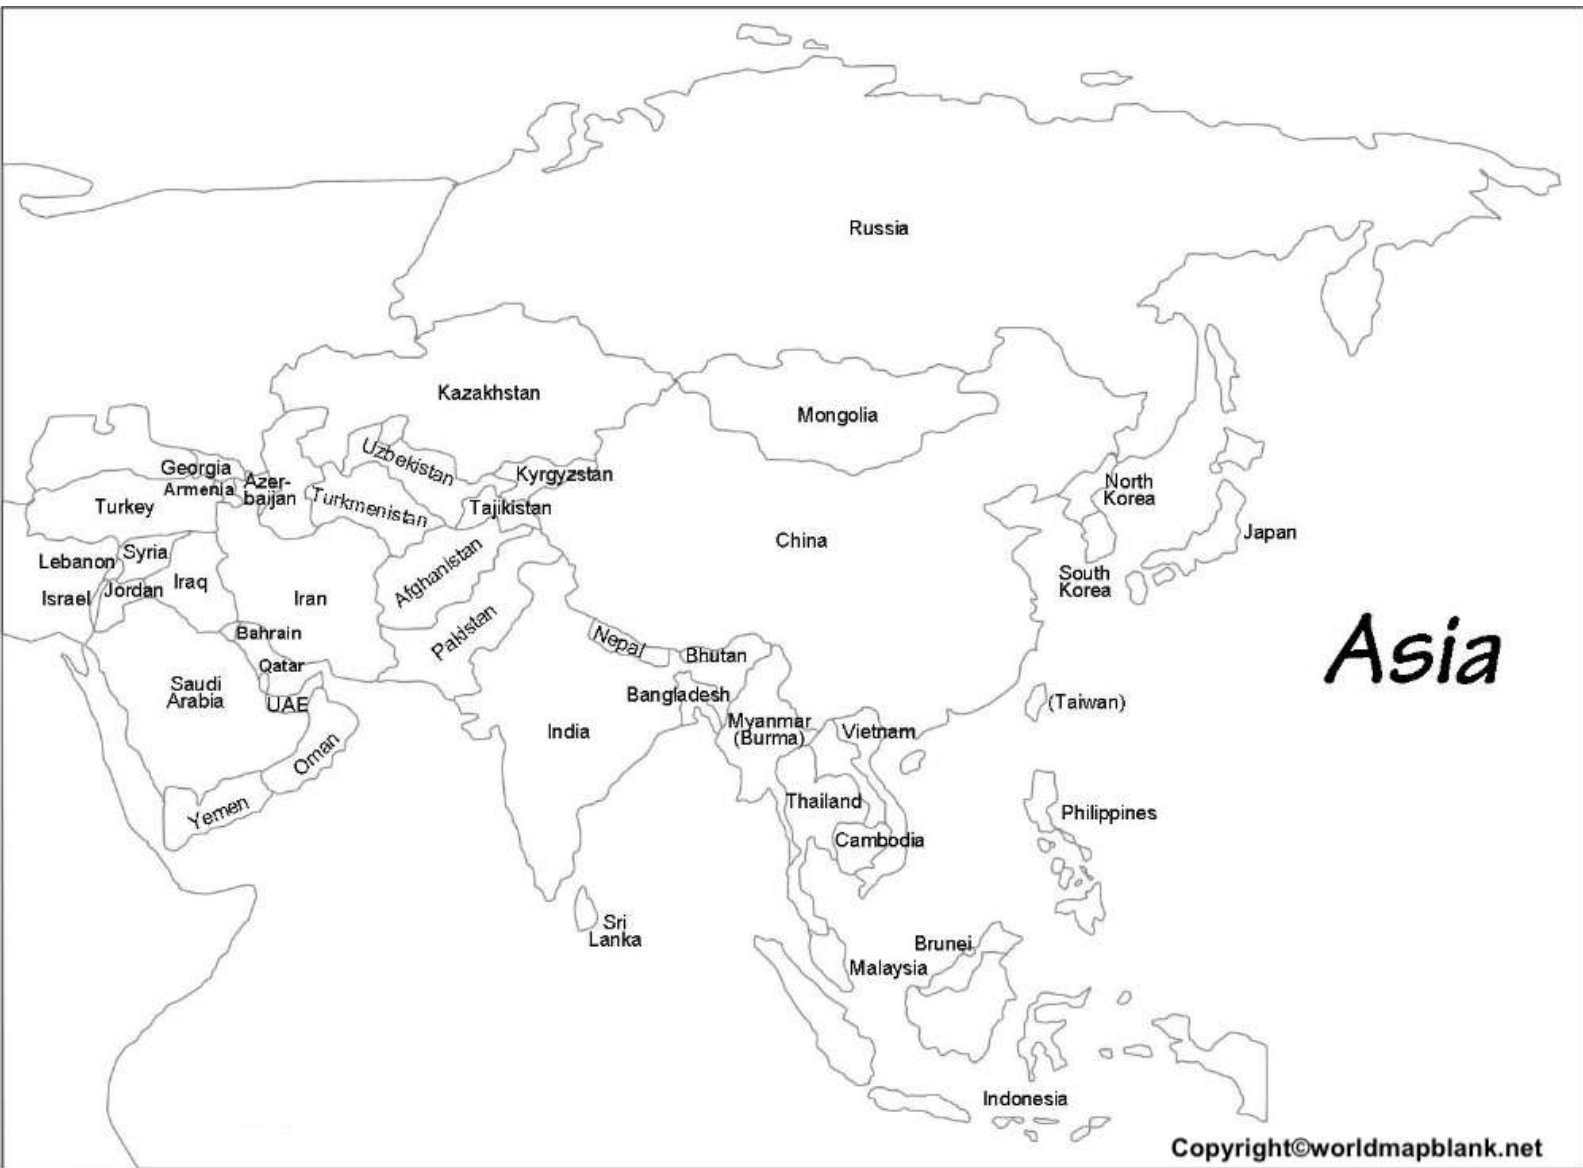 Russia
Kazakhstan
Mongolia
Uzbekistan
Georgia
Kyrgyzstan
Armenia
Azer-
baijan
Turkmenistan
North
Korea
Turkey
Tajikistan
Japan
China
Syria
Lebanon
Afghanistan
Iraq
South
Korea
Jordan
Israel
Iran
Pakistan
Bahrain
Nepal
Asia
Bhutan
Qatar
Saudi
Arabia
Bangladesh
UAE
(Taiwan)
India
Myanmar
(Burma)
Vietnam
Oman
Thailand
Yemen
Philippines
Cambodia
Sri
Lanka
Brunei
Malaysia
Indonesia
Copyright©worldmapblank.net